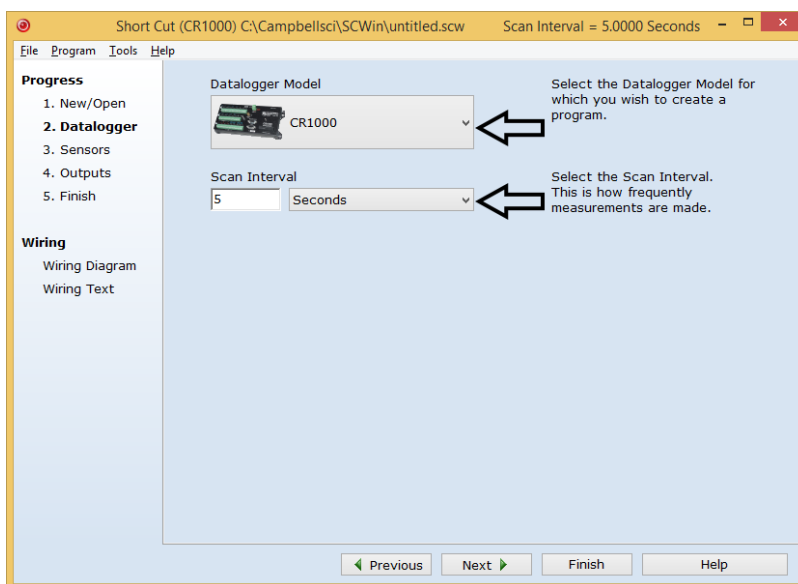 Short Cut (CR1000) C:\Campbellsci\SCWin\untitled.scw Scan Interval = 5.0000 Seconds
File Program Tools Help
Progress
1. New/Open
2. Datalogger
3. Sensors
4. Outputs
5. Finish
Wiring
Wiring Diagram
Wiring Text
Datalogger Model
CR1000
Select the Datalogger Model for
which you wish to create a
program.
Scan Interval
5 Seconds
Select the Scan Interval.
This is how frequently
measurements are made.
Previous Next Finish Help